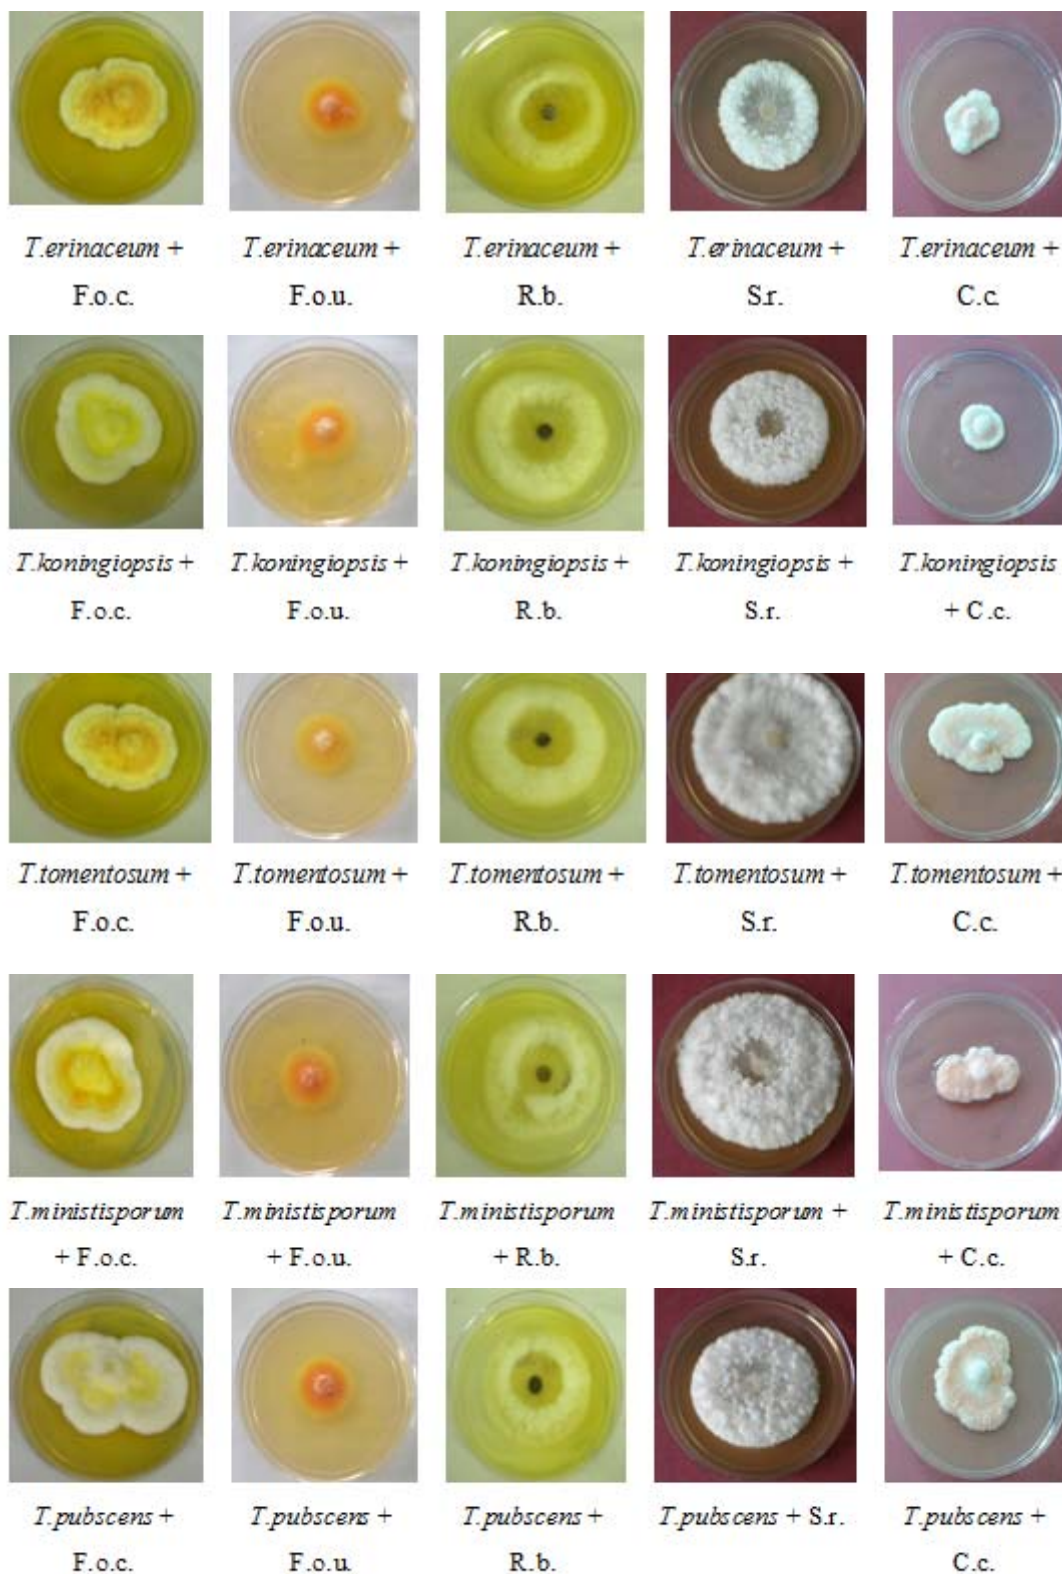 T.erinaceum + T.erinaceum + T.erinaceum + T.erinaceum + T.erinaceum +
F.o.c. F.o.u. R.b. S.r. C.c.
T.koningiopsis + T.koningiopsis + T.koningiopsis + T.koningiopsis + T.koningiopsis
F.o.c. F.o.u. R.b. S.r. + C.c.
T.tomentosum + T.tomentosum + T.tomentosum + T.tomentosum + T.tomentosum +
F.o.c. F.o.u. R.b. S.r. C.c.
T.ministisporum T.ministisporum T.ministisporum T.ministisporum + T.ministisporum
+ F.o.c. + F.o.u. + R.b. S.r. + C.c.
T.pubscens + T.pubscens + T.pubscens + T.pubscens + S.r. T.pubscens +
F.o.c. F.o.u. R.b. C.c.